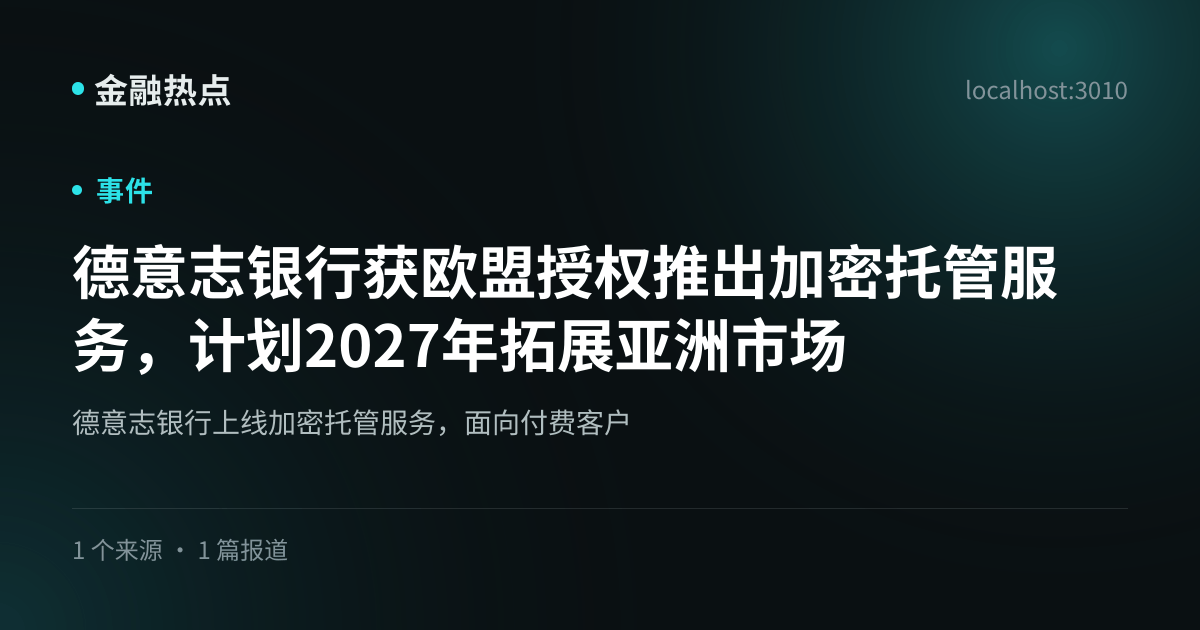 金融热点
localhost:3010
事件
德意志银行获欧盟授权推出加密托管服
务，计划2027年拓展亚洲市场
德意志银行上线加密托管服务，面向付费客户
1 个来源 · 1 篇报道